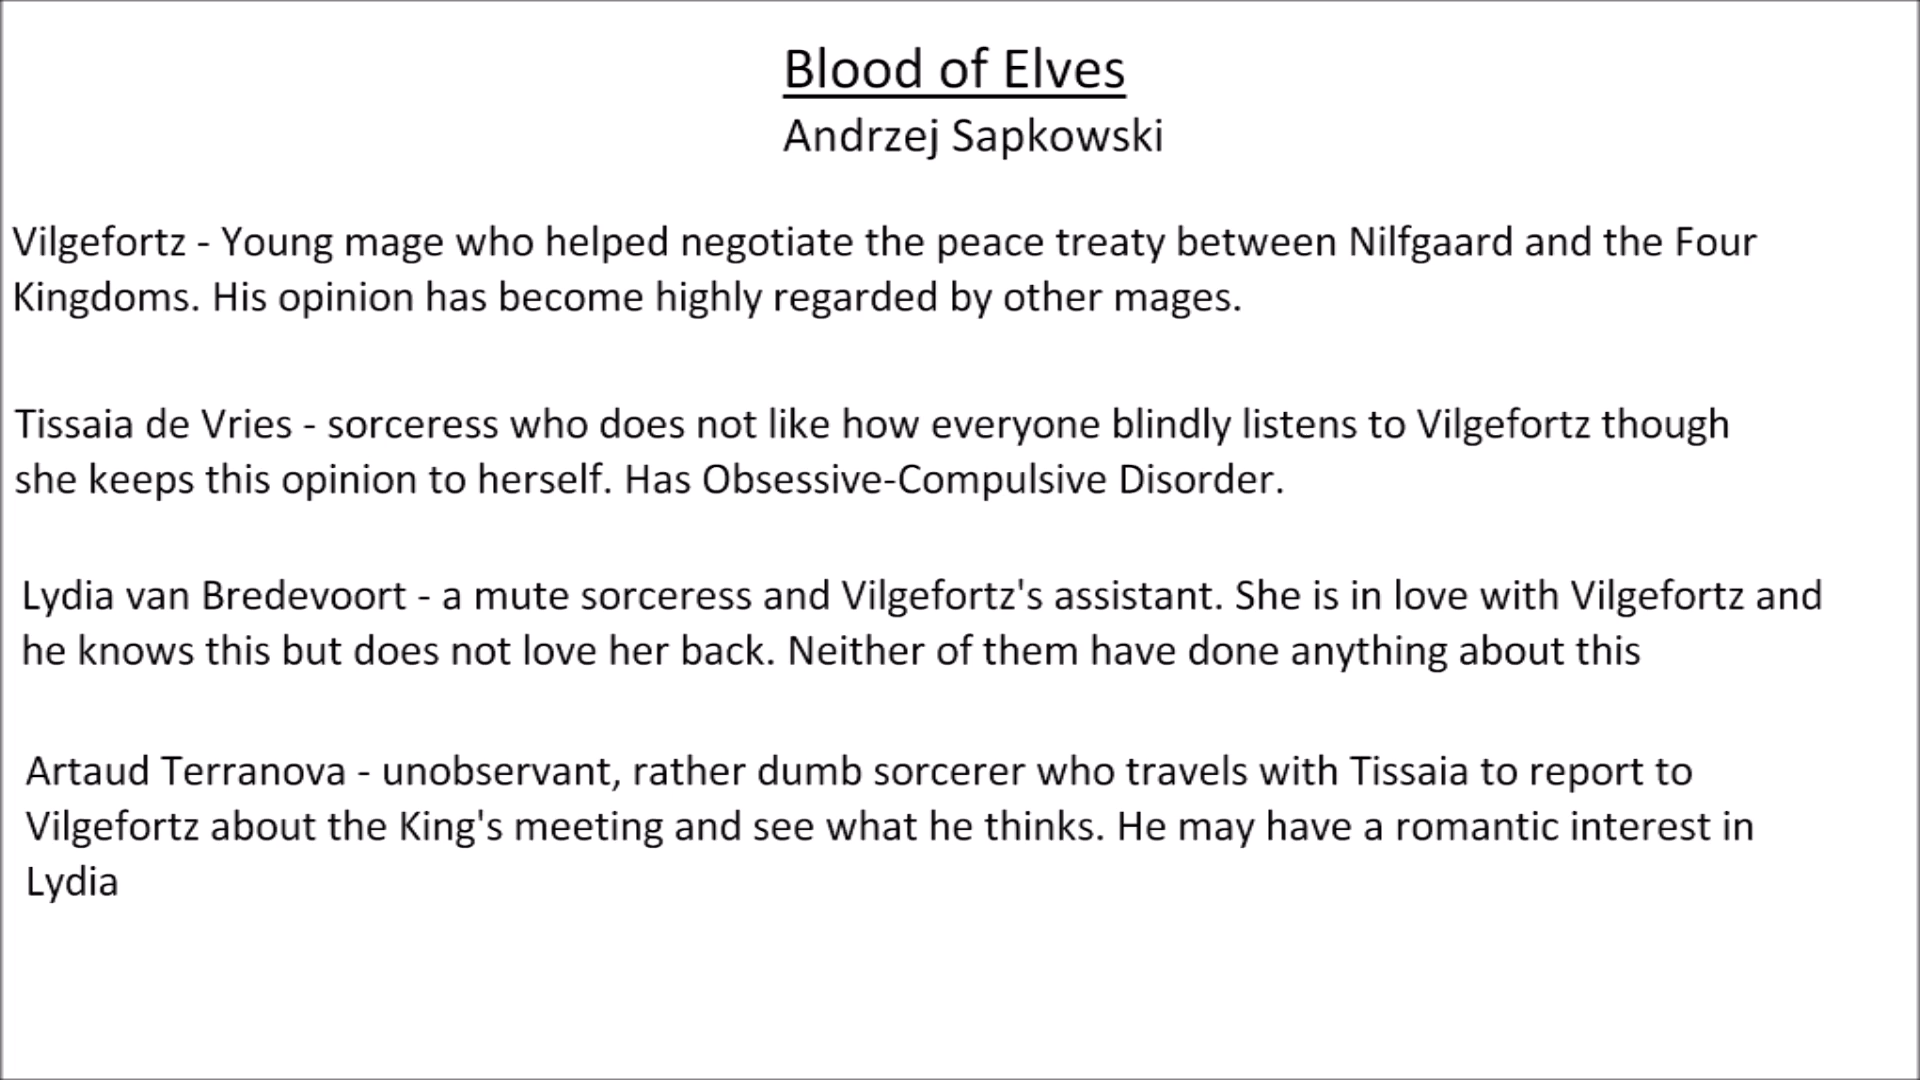 Blood of Elves
Andrzej Sapkowski
Vilgefortz - Young mage who helped negotiate the peace treaty between Nilfgaard and the Four
Kingdoms. His opinion has become highly regarded by other mages.
Tissaia de Vries - sorceress who does not like how everyone blindly listens to Vilgefortz though
she keeps this opinion to herself. Has Obsessive-Compulsive Disorder.
Lydia van Bredevoort - a mute sorceress and Vilgefortz's assistant. She is in love with Vilgefortz and
he knows this but does not love her back. Neither of them have done anything about this
Artaud Terranova - unobservant, rather dumb sorcerer who travels with Tissaia to report to
Vilgefortz about the King's meeting and see what he thinks. He may have a romantic interest in
Lydia